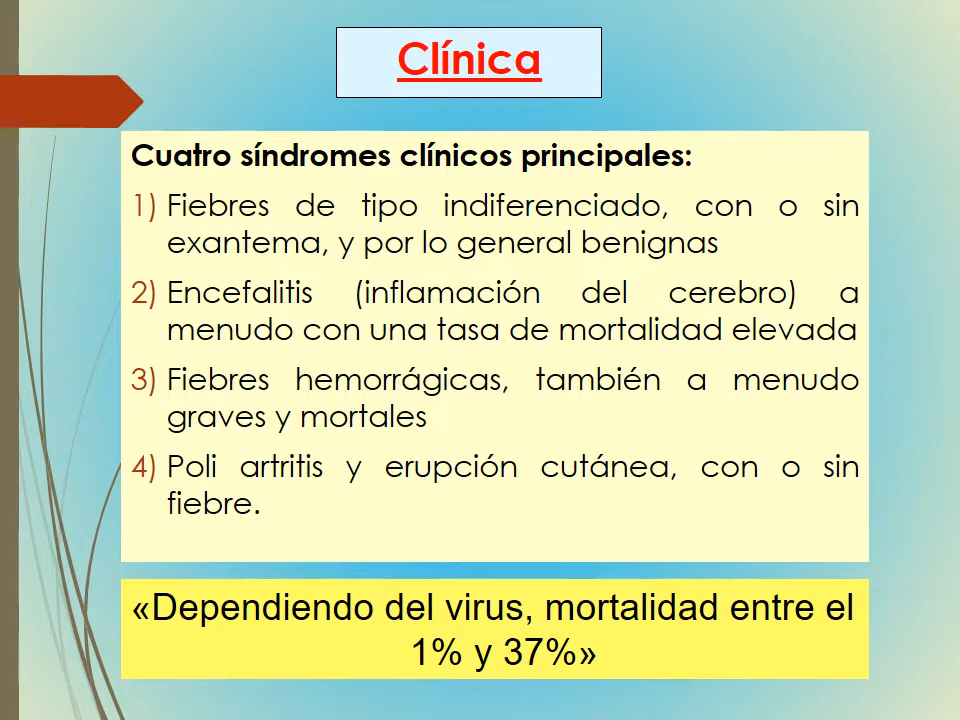 Clínica
Cuatro síndromes clínicos principales:
1) Fiebres de tipo indiferenciado, con o sin
exantema, y por lo general benignas
2) Encefalitis (inflamación del cerebro) a
menudo con una tasa de mortalidad elevada
3) Fiebres hemorrágicas, también a menudo
graves y mortales
4) Poli artritis y erupción cutánea, con o sin
fiebre.
«Dependiendo del virus, mortalidad entre el
1% y 37%»